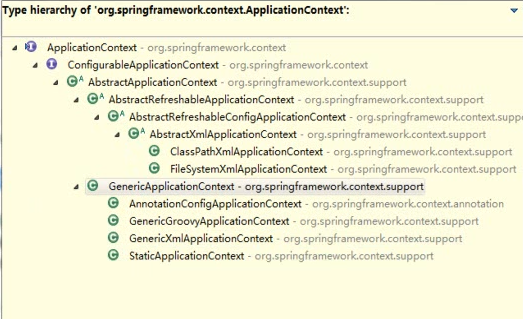 Type hierarchy of 'org.springframework.context.ApplicationContext':
ApplicationContext - org.springframework.context
ConfigurableApplicationContext - org.springframework.context
AbstractApplicationContext - org.springframework.context.support
AbstractRefreshableApplicationContext - org.springframework.context.support
AbstractRefreshableConfigApplicationContext - org.springframework.context.support
AbstractXmlApplicationContext - org.springframework.context.support
ClassPathXmlApplicationContext - org.springframework.context.support
FileSystemXmlApplicationContext - org.springframework.context.support
GenericApplicationContext - org.springframework.context.support
AnnotationConfigApplicationContext - org.springframework.context.annotation
GenericGroovyApplicationContext - org.springframework.context.support
GenericXmlApplicationContext - org.springframework.context.support
StaticApplicationContext - org.springframework.context.support